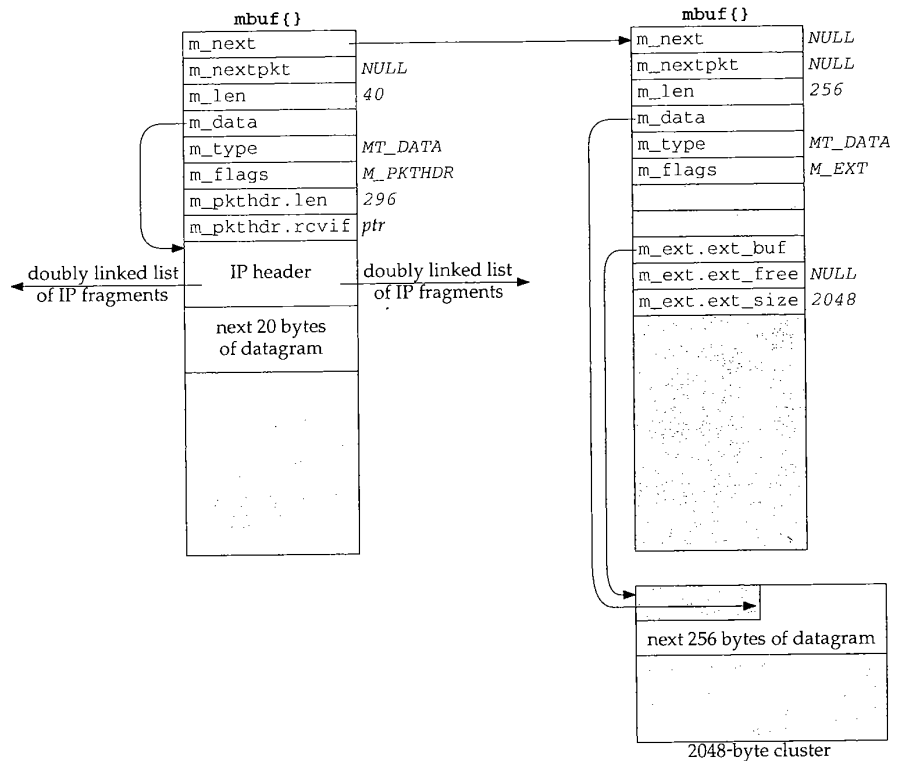 mbuf{}
m_next
m_nextpkt NULL
m_len 40
m_data
m_type MT_DATA
m_flags M_PKTHDR
m_pkthdr.len 296
m_pkthdr.rcvif ptr
doubly linked list
of IP fragments
IP header
doubly linked list
of IP fragments
next 20 bytes
of datagram
mbuf{}
m_next NULL
m_nextpkt NULL
m_len 256
m_data
m_type MT_DATA
m_flags M_EXT
m_ext.ext_buf
m_ext.ext_free NULL
m_ext.ext_size 2048
next 256 bytes of datagram
2048-byte cluster